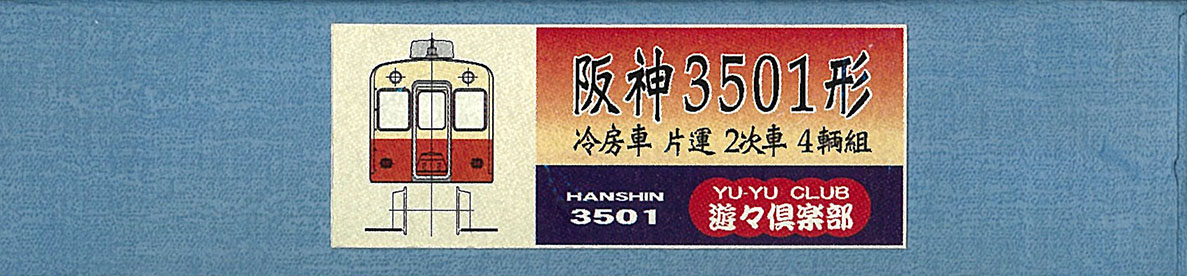 阪神3501形
冷房車 片運 2次車 4輌組
HANSHIN
3501
YU-YU CLUB
遊々倶楽部